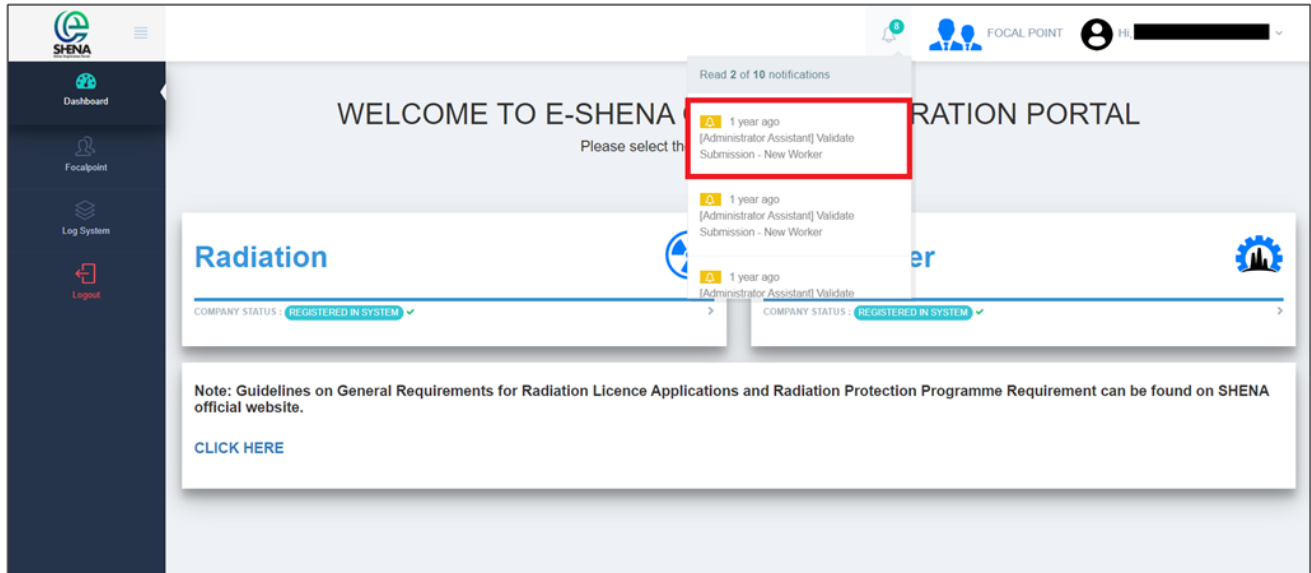 SHENA
8
FOCAL POINT
Hi,
Dashboard
Focalpoint
Log System
Logout
Read 2 of 10 notifications
1 year ago
[Administrator Assistant] Validate
Submission - New Worker
1 year ago
[Administrator Assistant] Validate
Submission - New Worker
1 year ago
[Administrator Assistant] Validate
WELCOME TO E-SHENA RATION PORTAL
Please select th
Radiation
er
COMPANY STATUS : REGISTERED IN SYSTEM
COMPANY STATUS : REGISTERED IN SYSTEM
Note: Guidelines on General Requirements for Radiation Licence Applications and Radiation Protection Programme Requirement can be found on SHENA
official website.
CLICK HERE